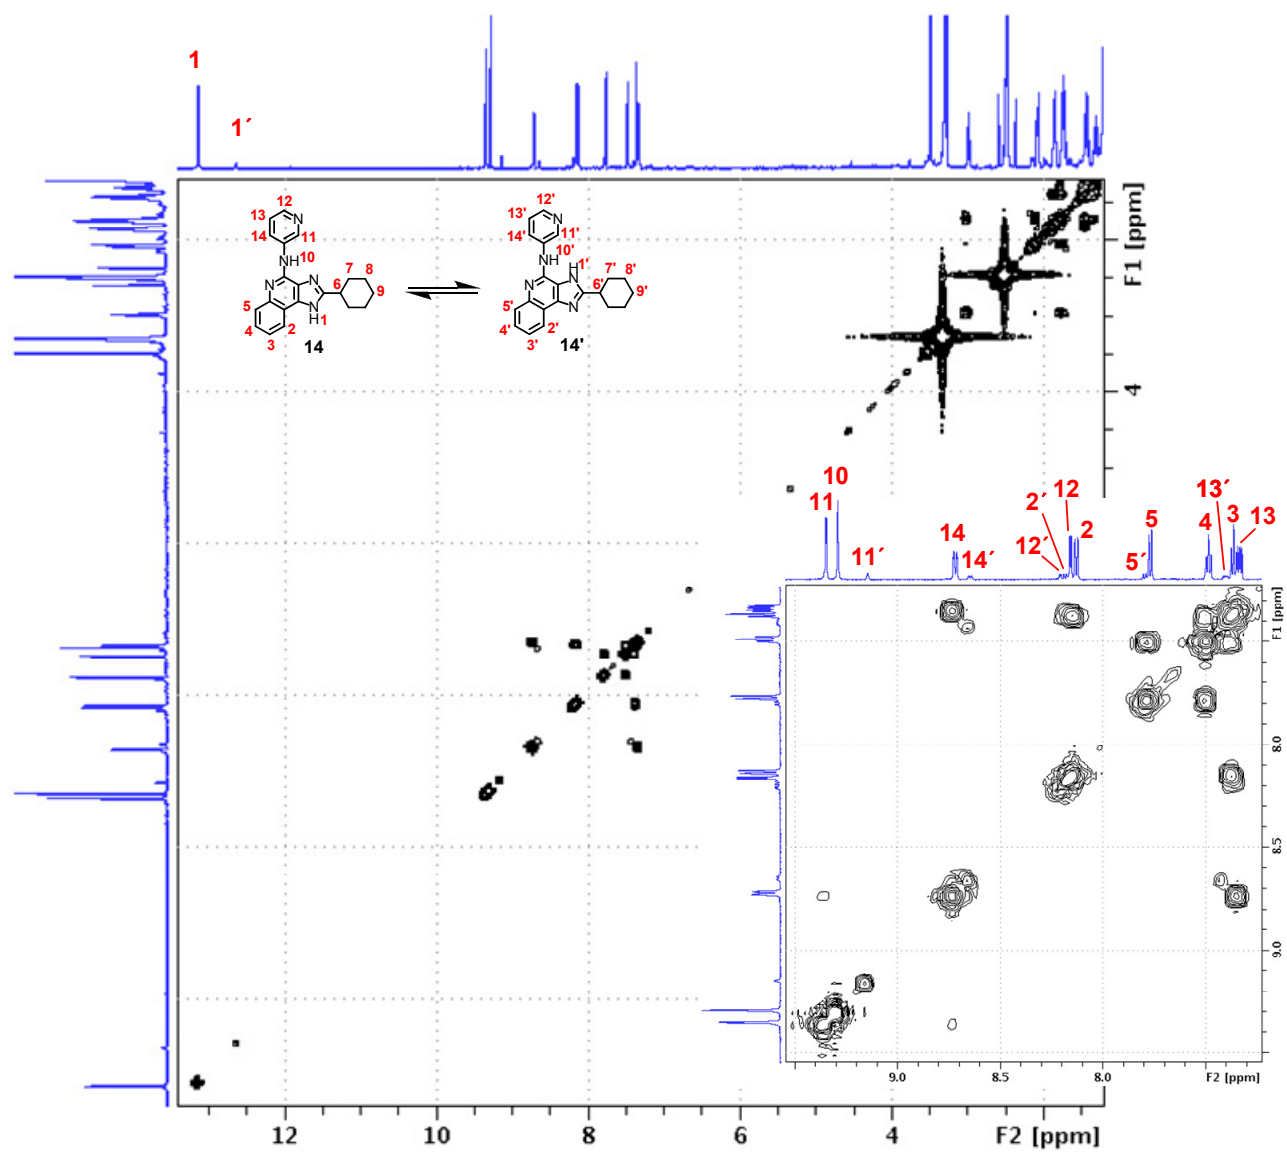 1
1´
12 12'
13 N 13' N
14 11 14' 11'
NH 10 NH 10' H
1'
7 8 7' 8'
N N N N
6 9 6' 9'
5 N 5' N
4 H 1 4'
2 2'
3 14 3' 14'
F1 [ppm]
4
10
11 12 13´
2´ 3
14 12´ 2 5 4 13
11´ 14´ 5´
F1 [ppm]
8.0
8.5
9.0
9.0 8.5 8.0 F2 [ppm]
12 10 8 6 4 F2 [ppm]